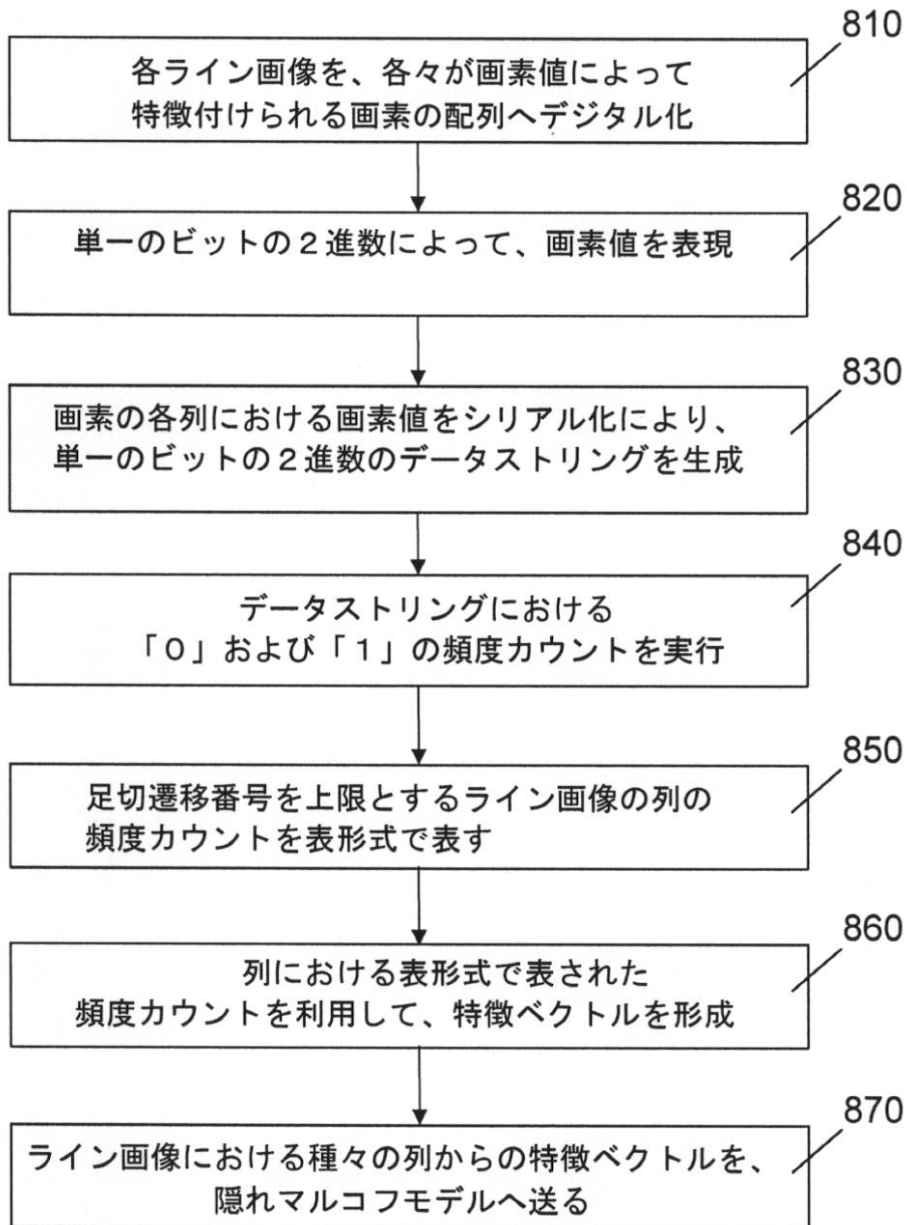 810
各ライン画像を、各々が画素値によって
特徴付けられる画素の配列へデジタル化
820
単一のビットの２進数によって、画素値を表現
830
画素の各列における画素値をシリアル化により、
単一のビットの２進数のデータストリングを生成
840
データストリングにおける
「０」および「１」の頻度カウントを実行
850
足切遷移番号を上限とするライン画像の列の
頻度カウントを表形式で表す
860
列における表形式で表された
頻度カウントを利用して、特徴ベクトルを形成
870
ライン画像における種々の列からの特徴ベクトルを、
隠れマルコフモデルへ送る